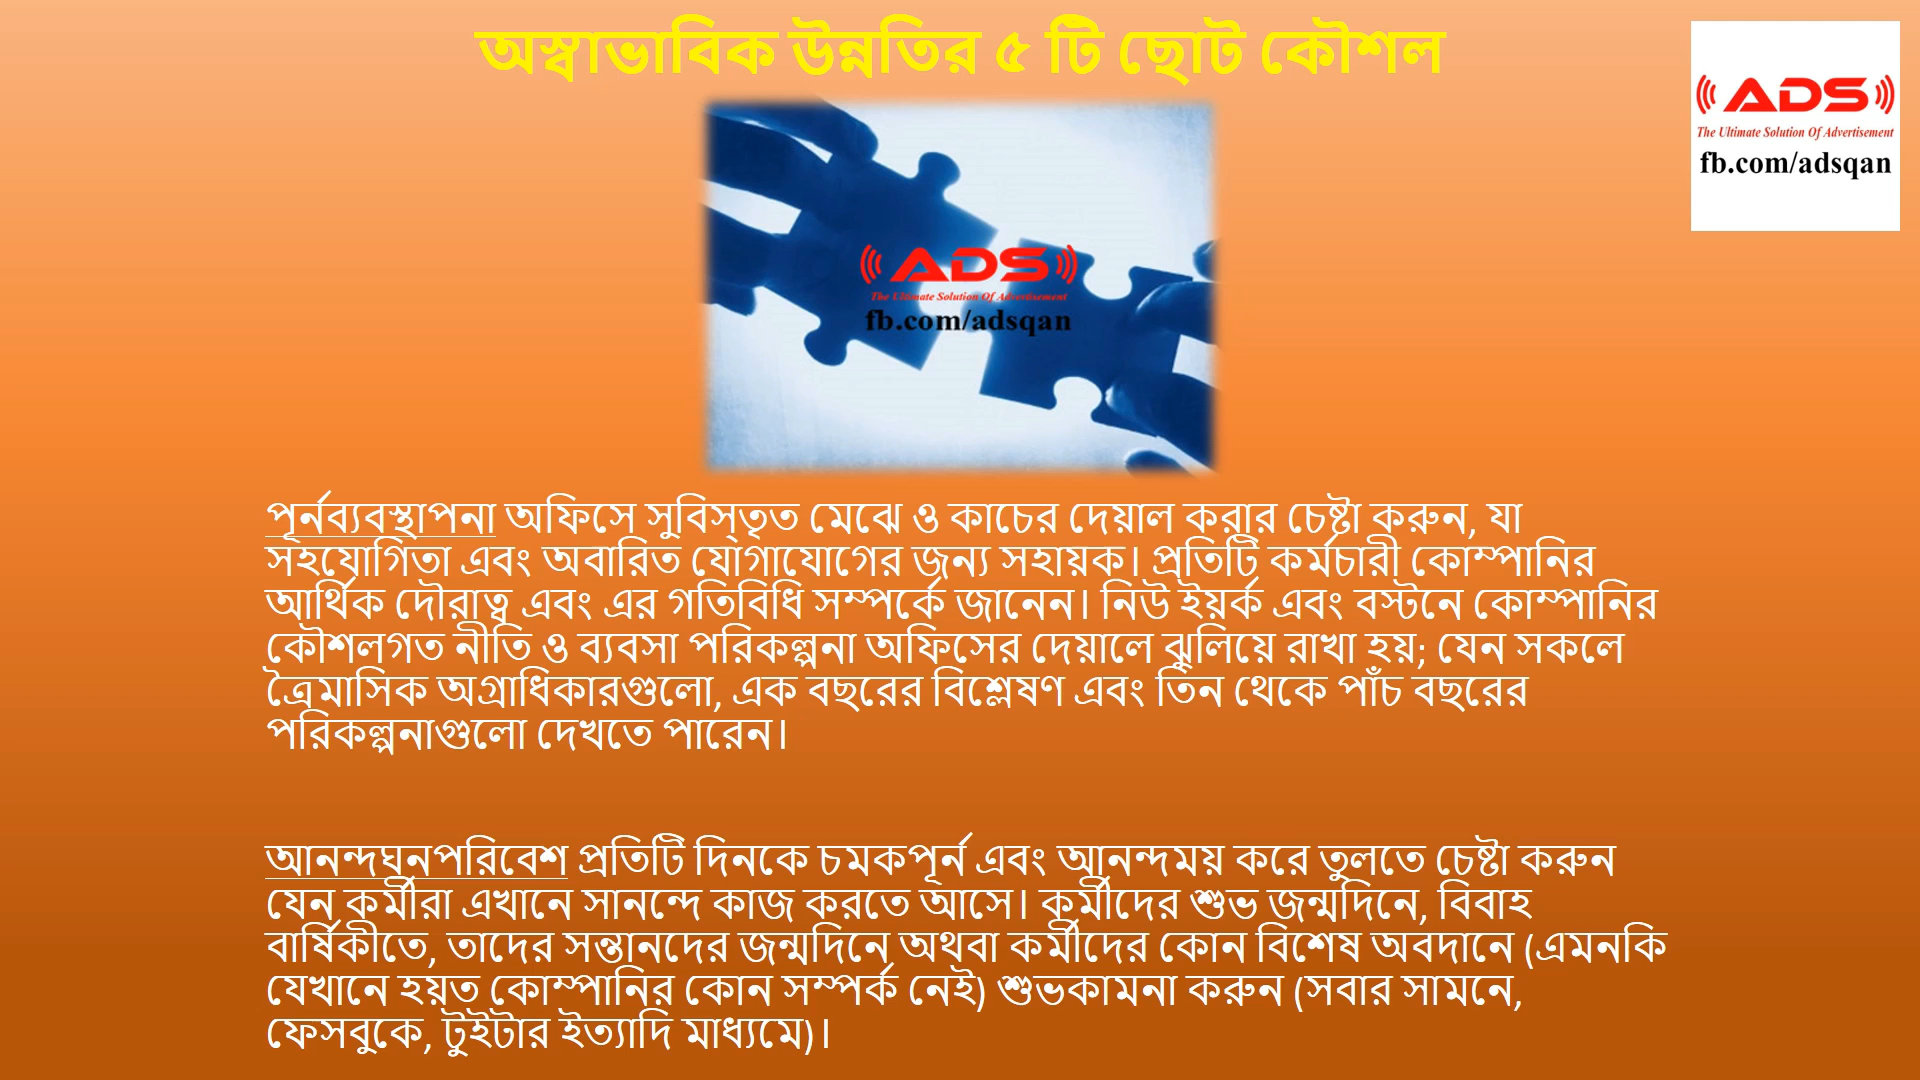 অস্বাভাবিক উন্নতির ৫ টি ছোট কৌশল
ADS
The Ultimate Solution Of Advertisement
fb.com/adsqan
ADS
The Ultimate Solution Of Advertisement
fb.com/adsqan
পূর্নব্যবস্থাপনা অফিসে সুবিস্তৃত মেঝে ও কাচের দেয়াল করার চেষ্টা করুন, যা
সহযোগিতা এবং অবারিত যোগাযোগের জন্য সহায়ক। প্রতিটি কর্মচারী কোম্পানির
আর্থিক দৌরাত্ব এবং এর গতিবিধি সম্পর্কে জানেন। নিউ ইয়র্ক এবং বস্টনে কোম্পানির
কৌশলগত নীতি ও ব্যবসা পরিকল্পনা অফিসের দেয়ালে ঝুলিয়ে রাখা হয়; যেন সকলে
ত্রৈমাসিক অগ্রাধিকারগুলো, এক বছরের বিশ্লেষণ এবং তিন থেকে পাঁচ বছরের
পরিকল্পনাগুলো দেখতে পারেন।
আনন্দঘনপরিবেশ প্রতিটি দিনকে চমকপূর্ন এবং আনন্দময় করে তুলতে চেষ্টা করুন
যেন কর্মীরা এখানে সানন্দে কাজ করতে আসে। কর্মীদের শুভ জন্মদিনে, বিবাহ
বার্ষিকীতে, তাদের সন্তানদের জন্মদিনে অথবা কর্মীদের কোন বিশেষ অবদানে (এমনকি
যেখানে হয়ত কোম্পানির কোন সম্পর্ক নেই) শুভকামনা করুন (সবার সামনে,
ফেসবুকে, টুইটার ইত্যাদি মাধ্যমে)।